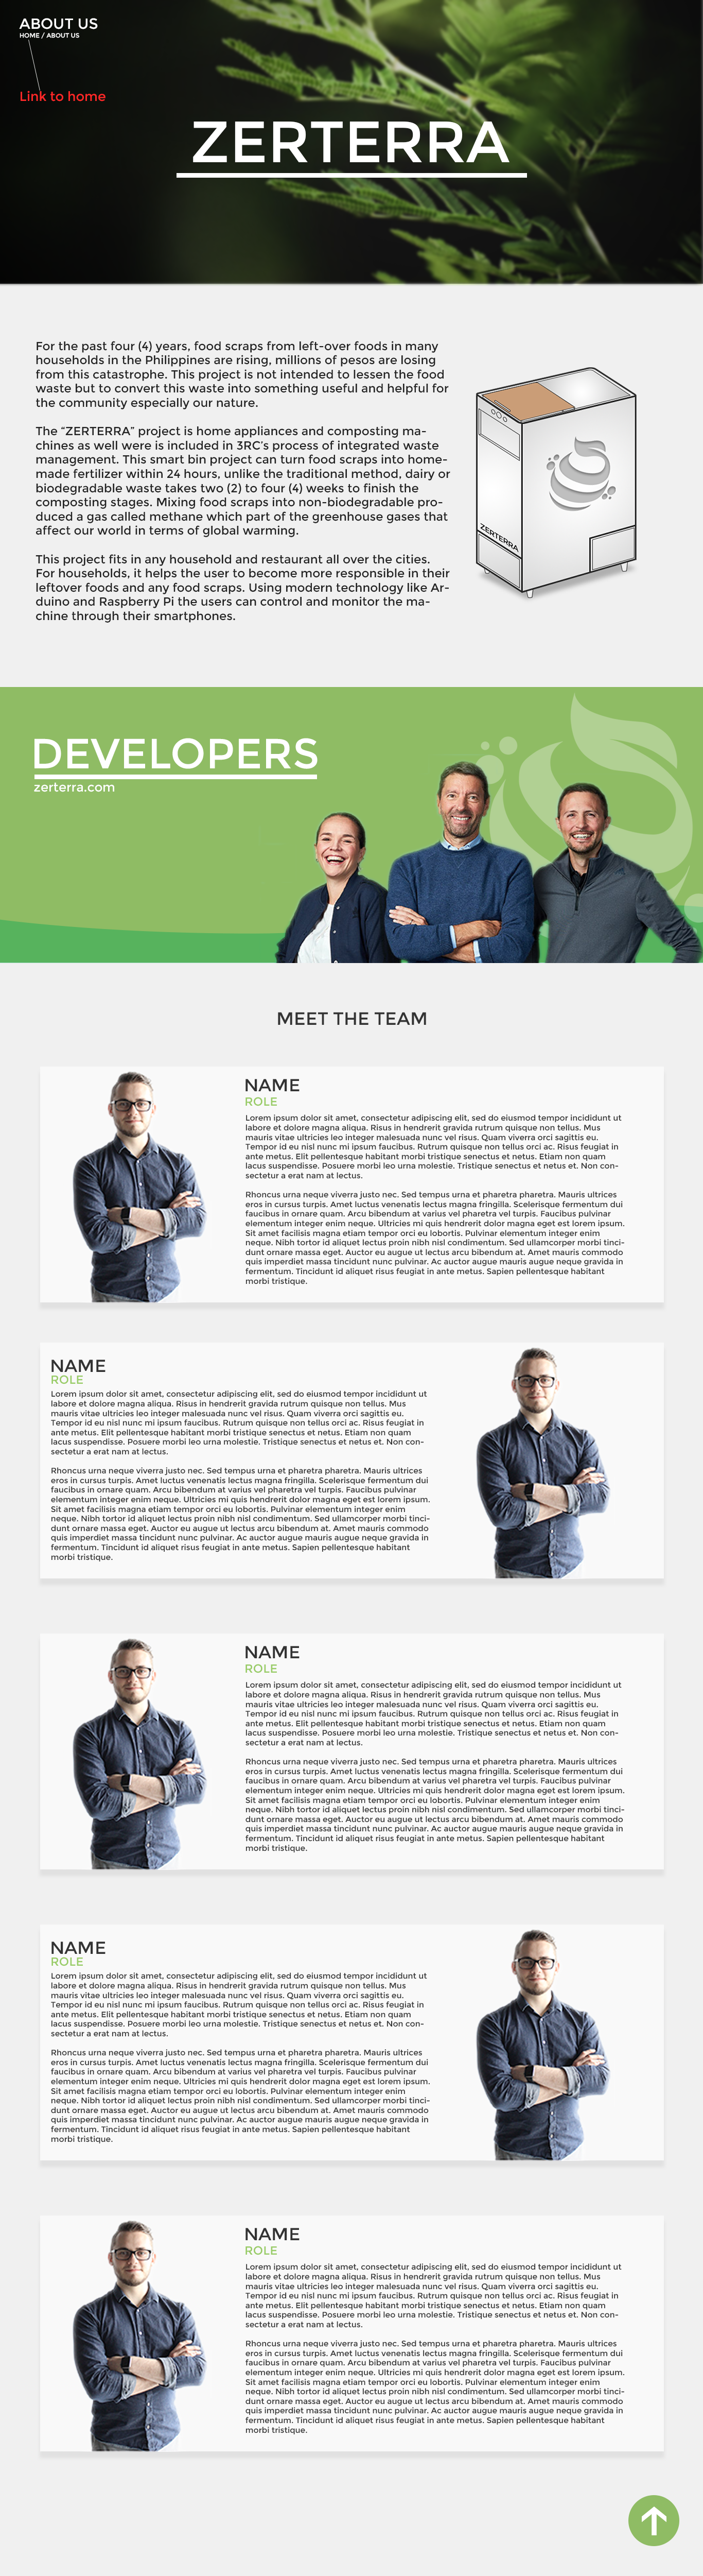 ABOUT US
HOME / ABOUT US
Link to home
ZERTERRA
For the past four (4) years, food scraps from left-over foods in many
households in the Philippines are rising, millions of pesos are losing
from this catastrophe. This project is not intended to lessen the food
waste but to convert this waste into something useful and helpful for
the community especially our nature.
The “ZERTERRA” project is home appliances and composting ma-
chines as well were is included in 3RC's process of integrated waste
management. This smart bin project can turn food scraps into home-
made fertilizer within 24 hours, unlike the traditional method, dairy or
biodegradable waste takes two (2) to four (4) weeks to finish the
composting stages. Mixing food scraps into non-biodegradable pro-
duced a gas called methane which part of the greenhouse gases that
affect our world in terms of global warming.
This project fits in any household and restaurant all over the cities.
For households, it helps the user to become more responsible in their
leftover foods and any food scraps. Using modern technology like Ar-
duino and Raspberry Pi the users can control and monitor the ma-
chine through their smartphones.
ZERTERRA
DEVELOPERS
zerterra.com
MEET THE TEAM
NAME
ROLE
Lorem ipsum dolor sit amet, consectetur adipiscing elit, sed do eiusmod tempor incididunt ut
labore et dolore magna aliqua. Risus in hendrerit gravida rutrum quisque non tellus. Mus
mauris vitae ultricies leo integer malesuada nunc vel risus. Quam viverra orci sagittis eu.
Tempor id eu nisl nunc mi ipsum faucibus. Rutrum quisque non tellus orci ac. Risus feugiat in
ante metus. Elit pellentesque habitant morbi tristique senectus et netus. Etiam non quam
lacus suspendisse. Posuere morbi leo urna molestie. Tristique senectus et netus et. Non con-
sectetur a erat nam at lectus.
Rhoncus urna neque viverra justo nec. Sed tempus urna et pharetra pharetra. Mauris ultrices
eros in cursus turpis. Amet luctus venenatis lectus magna fringilla. Scelerisque fermentum dui
faucibus in ornare quam. Arcu bibendum at varius vel pharetra vel turpis. Faucibus pulvinar
elementum integer enim neque. Ultricies mi quis hendrerit dolor magna eget est lorem ipsum.
Sit amet facilisis magna etiam tempor orci eu lobortis. Pulvinar elementum integer enim
neque. Nibh tortor id aliquet lectus proin nibh nisl condimentum. Sed ullamcorper morbi tinci-
dunt ornare massa eget. Auctor eu augue ut lectus arcu bibendum at. Amet mauris commodo
quis imperdiet massa tincidunt nunc pulvinar. Ac auctor augue mauris augue neque gravida in
fermentum. Tincidunt id aliquet risus feugiat in ante metus. Sapien pellentesque habitant
morbi tristique.
NAME
ROLE
Lorem ipsum dolor sit amet, consectetur adipiscing elit, sed do eiusmod tempor incididunt ut
labore et dolore magna aliqua. Risus in hendrerit gravida rutrum quisque non tellus. Mus
mauris vitae ultricies leo integer malesuada nunc vel risus. Quam viverra orci sagittis eu.
Tempor id eu nisl nunc mi ipsum faucibus. Rutrum quisque non tellus orci ac. Risus feugiat in
ante metus. Elit pellentesque habitant morbi tristique senectus et netus. Etiam non quam
lacus suspendisse. Posuere morbi leo urna molestie. Tristique senectus et netus et. Non con-
sectetur a erat nam at lectus.
Rhoncus urna neque viverra justo nec. Sed tempus urna et pharetra pharetra. Mauris ultrices
eros in cursus turpis. Amet luctus venenatis lectus magna fringilla. Scelerisque fermentum dui
faucibus in ornare quam. Arcu bibendum at varius vel pharetra vel turpis. Faucibus pulvinar
elementum integer enim neque. Ultricies mi quis hendrerit dolor magna eget est lorem ipsum.
Sit amet facilisis magna etiam tempor orci eu lobortis. Pulvinar elementum integer enim
neque. Nibh tortor id aliquet lectus proin nibh nisl condimentum. Sed ullamcorper morbi tinci-
dunt ornare massa eget. Auctor eu augue ut lectus arcu bibendum at. Amet mauris commodo
quis imperdiet massa tincidunt nunc pulvinar. Ac auctor augue mauris augue neque gravida in
fermentum. Tincidunt id aliquet risus feugiat in ante metus. Sapien pellentesque habitant
morbi tristique.
NAME
ROLE
Lorem ipsum dolor sit amet, consectetur adipiscing elit, sed do eiusmod tempor incididunt ut
labore et dolore magna aliqua. Risus in hendrerit gravida rutrum quisque non tellus. Mus
mauris vitae ultricies leo integer malesuada nunc vel risus. Quam viverra orci sagittis eu.
Tempor id eu nisl nunc mi ipsum faucibus. Rutrum quisque non tellus orci ac. Risus feugiat in
ante metus. Elit pellentesque habitant morbi tristique senectus et netus. Etiam non quam
lacus suspendisse. Posuere morbi leo urna molestie. Tristique senectus et netus et. Non con-
sectetur a erat nam at lectus.
Rhoncus urna neque viverra justo nec. Sed tempus urna et pharetra pharetra. Mauris ultrices
eros in cursus turpis. Amet luctus venenatis lectus magna fringilla. Scelerisque fermentum dui
faucibus in ornare quam. Arcu bibendum at varius vel pharetra vel turpis. Faucibus pulvinar
elementum integer enim neque. Ultricies mi quis hendrerit dolor magna eget est lorem ipsum.
Sit amet facilisis magna etiam tempor orci eu lobortis. Pulvinar elementum integer enim
neque. Nibh tortor id aliquet lectus proin nibh nisl condimentum. Sed ullamcorper morbi tinci-
dunt ornare massa eget. Auctor eu augue ut lectus arcu bibendum at. Amet mauris commodo
quis imperdiet massa tincidunt nunc pulvinar. Ac auctor augue mauris augue neque gravida in
fermentum. Tincidunt id aliquet risus feugiat in ante metus. Sapien pellentesque habitant
morbi tristique.
NAME
ROLE
Lorem ipsum dolor sit amet, consectetur adipiscing elit, sed do eiusmod tempor incididunt ut
labore et dolore magna aliqua. Risus in hendrerit gravida rutrum quisque non tellus. Mus
mauris vitae ultricies leo integer malesuada nunc vel risus. Quam viverra orci sagittis eu.
Tempor id eu nisl nunc mi ipsum faucibus. Rutrum quisque non tellus orci ac. Risus feugiat in
ante metus. Elit pellentesque habitant morbi tristique senectus et netus. Etiam non quam
lacus suspendisse. Posuere morbi leo urna molestie. Tristique senectus et netus et. Non con-
sectetur a erat nam at lectus.
Rhoncus urna neque viverra justo nec. Sed tempus urna et pharetra pharetra. Mauris ultrices
eros in cursus turpis. Amet luctus venenatis lectus magna fringilla. Scelerisque fermentum dui
faucibus in ornare quam. Arcu bibendum at varius vel pharetra vel turpis. Faucibus pulvinar
elementum integer enim neque. Ultricies mi quis hendrerit dolor magna eget est lorem ipsum.
Sit amet facilisis magna etiam tempor orci eu lobortis. Pulvinar elementum integer enim
neque. Nibh tortor id aliquet lectus proin nibh nisl condimentum. Sed ullamcorper morbi tinci-
dunt ornare massa eget. Auctor eu augue ut lectus arcu bibendum at. Amet mauris commodo
quis imperdiet massa tincidunt nunc pulvinar. Ac auctor augue mauris augue neque gravida in
fermentum. Tincidunt id aliquet risus feugiat in ante metus. Sapien pellentesque habitant
morbi tristique.
NAME
ROLE
Lorem ipsum dolor sit amet, consectetur adipiscing elit, sed do eiusmod tempor incididunt ut
labore et dolore magna aliqua. Risus in hendrerit gravida rutrum quisque non tellus. Mus
mauris vitae ultricies leo integer malesuada nunc vel risus. Quam viverra orci sagittis eu.
Tempor id eu nisl nunc mi ipsum faucibus. Rutrum quisque non tellus orci ac. Risus feugiat in
ante metus. Elit pellentesque habitant morbi tristique senectus et netus. Etiam non quam
lacus suspendisse. Posuere morbi leo urna molestie. Tristique senectus et netus et. Non con-
sectetur a erat nam at lectus.
Rhoncus urna neque viverra justo nec. Sed tempus urna et pharetra pharetra. Mauris ultrices
eros in cursus turpis. Amet luctus venenatis lectus magna fringilla. Scelerisque fermentum dui
faucibus in ornare quam. Arcu bibendum at varius vel pharetra vel turpis. Faucibus pulvinar
elementum integer enim neque. Ultricies mi quis hendrerit dolor magna eget est lorem ipsum.
Sit amet facilisis magna etiam tempor orci eu lobortis. Pulvinar elementum integer enim
neque. Nibh tortor id aliquet lectus proin nibh nisl condimentum. Sed ullamcorper morbi tinci-
dunt ornare massa eget. Auctor eu augue ut lectus arcu bibendum at. Amet mauris commodo
quis imperdiet massa tincidunt nunc pulvinar. Ac auctor augue mauris augue neque gravida in
fermentum. Tincidunt id aliquet risus feugiat in ante metus. Sapien pellentesque habitant
morbi tristique.